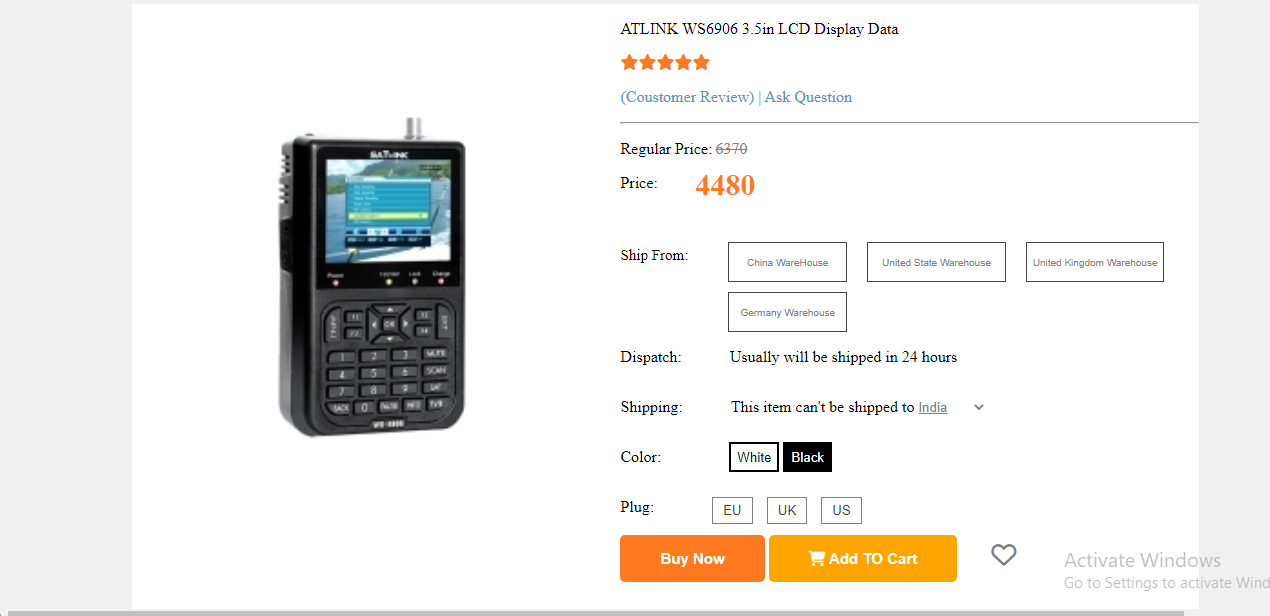 ATLINK WS6906 3.5in LCD Display Data
(Coustomer Review) | Ask Question
Regular Price: 6370
Price: 4480
Ship From: China WareHouse United State Warehouse United Kingdom Warehouse
Germany Warehouse
Dispatch: Usually will be shipped in 24 hours
Shipping: This item can't be shipped to India
Color: White Black
Plug: EU UK US
Buy Now Add TO Cart
Activate Windows
Go to Settings to activate Wind
SATLINK
Power Lock Charge
F1 F3
OK
F2 F4
1 2 3 MUTE
4 5 6 SCAN
7 8 9 SAT
BACK 0 INFO TV/R
WS-6906